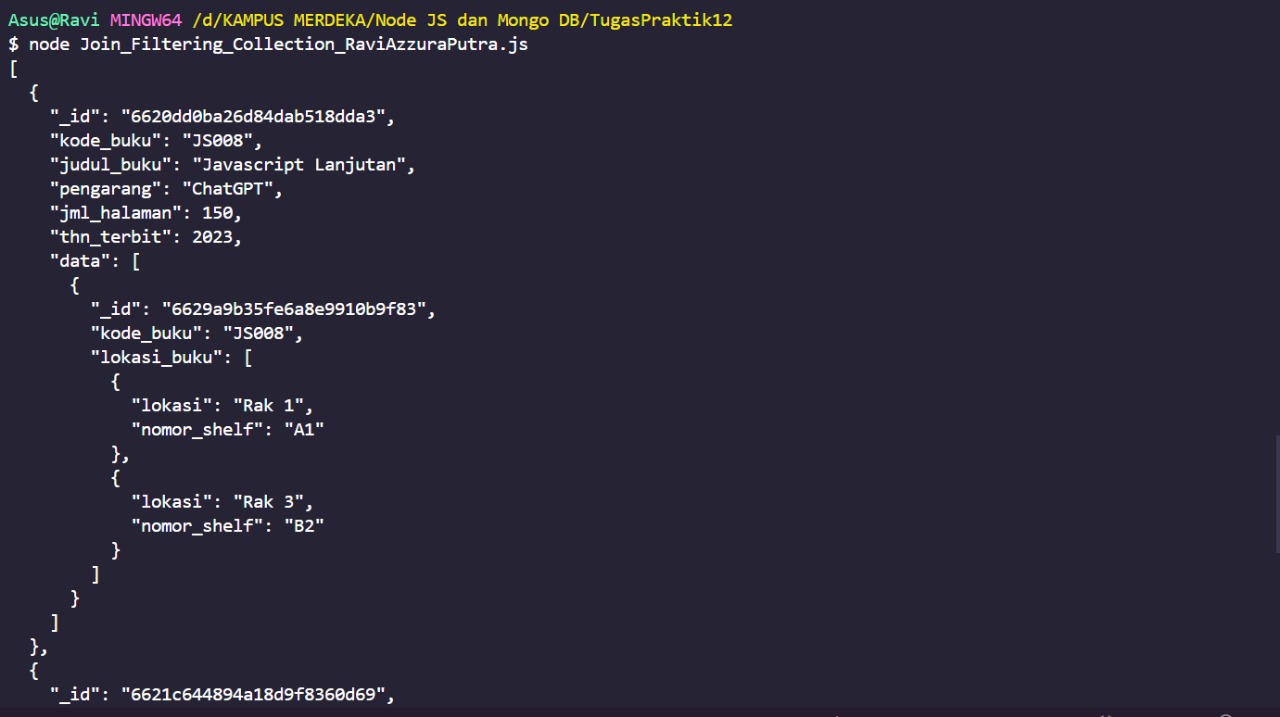 Asus@Ravi MINGW64 /d/KAMPUS MERDEKA/Node JS dan Mongo DB/TugasPraktik12
$ node Join_Filtering_Collection_RaviAzzuraPutra.js
[
  {
    "_id": "6620dd0ba26d84dab518dda3",
    "kode_buku": "JS008",
    "judul_buku": "Javascript Lanjutan",
    "pengarang": "ChatGPT",
    "jml_halaman": 150,
    "thn_terbit": 2023,
    "data": [
      {
        "_id": "6629a9b35fe6a8e9910b9f83",
        "kode_buku": "JS008",
        "lokasi_buku": [
          {
            "lokasi": "Rak 1",
            "nomor_shelf": "A1"
          },
          {
            "lokasi": "Rak 3",
            "nomor_shelf": "B2"
          }
        ]
      }
    ]
  },
  {
    "_id": "6621c644894a18d9f8360d69",